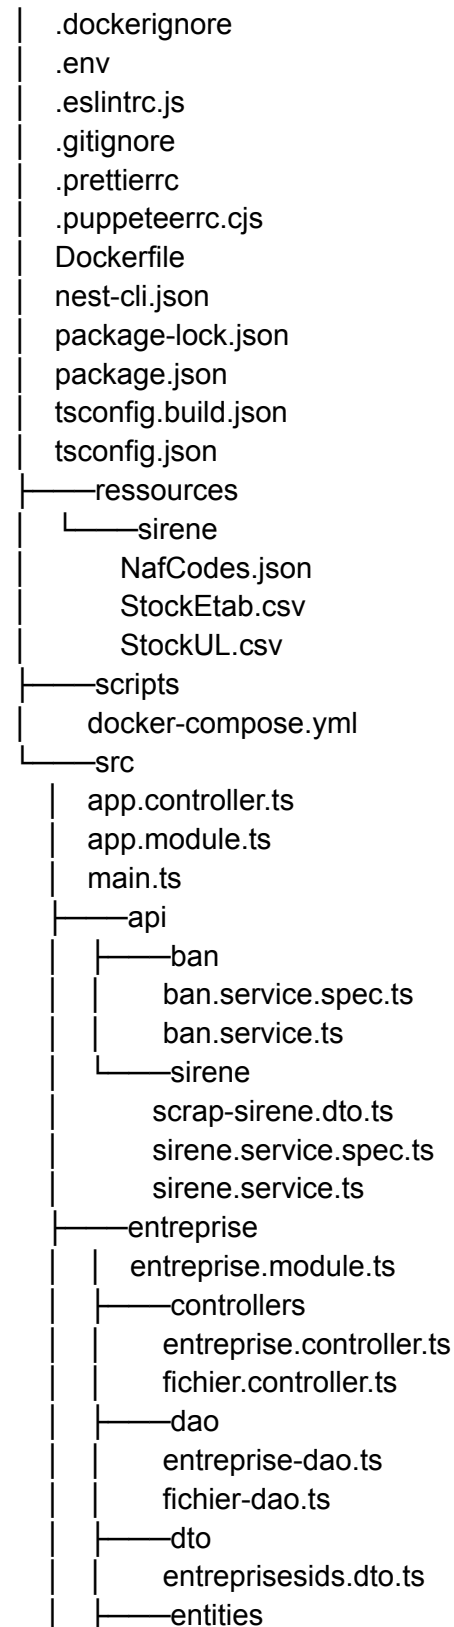 .dockerignore
.env
.eslintrc.js
.gitignore
.prettierrc
.puppeteerrc.cjs
Dockerfile
nest-cli.json
package-lock.json
package.json
tsconfig.build.json
tsconfig.json
ressources
sirene
NafCodes.json
StockEtab.csv
StockUL.csv
scripts
docker-compose.yml
src
app.controller.ts
app.module.ts
main.ts
api
ban
ban.service.spec.ts
ban.service.ts
sirene
scrap-sirene.dto.ts
sirene.service.spec.ts
sirene.service.ts
entreprise
entreprise.module.ts
controllers
entreprise.controller.ts
fichier.controller.ts
dao
entreprise-dao.ts
fichier-dao.ts
dto
entreprisesids.dto.ts
entities